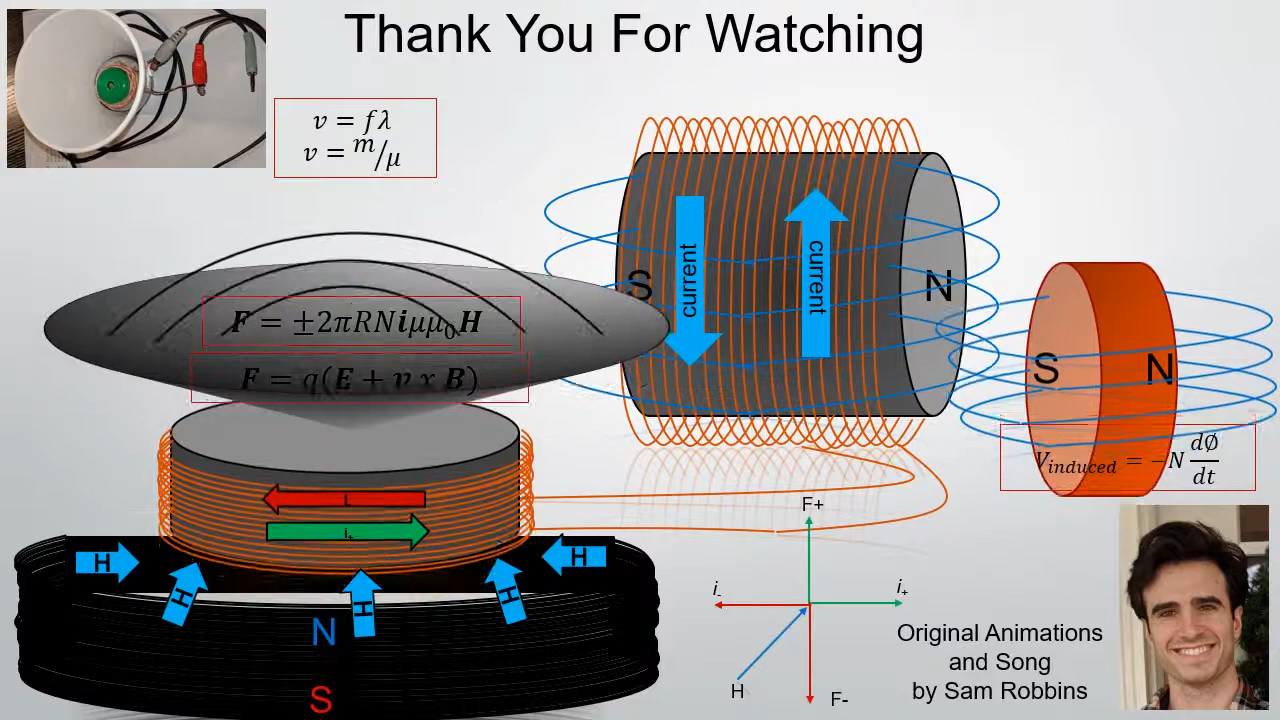 Thank You For Watching
v = fλ
v = m/μ
S
current
current
N
F = ±2πRNiμμ₀H
F = q(E + v x B)
S
N
V_induced = −N dØ/dt
i₊
H
H
H
H
H
N
S
F+
i-
i₊
H
F-
Original Animations
and Song
by Sam Robbins